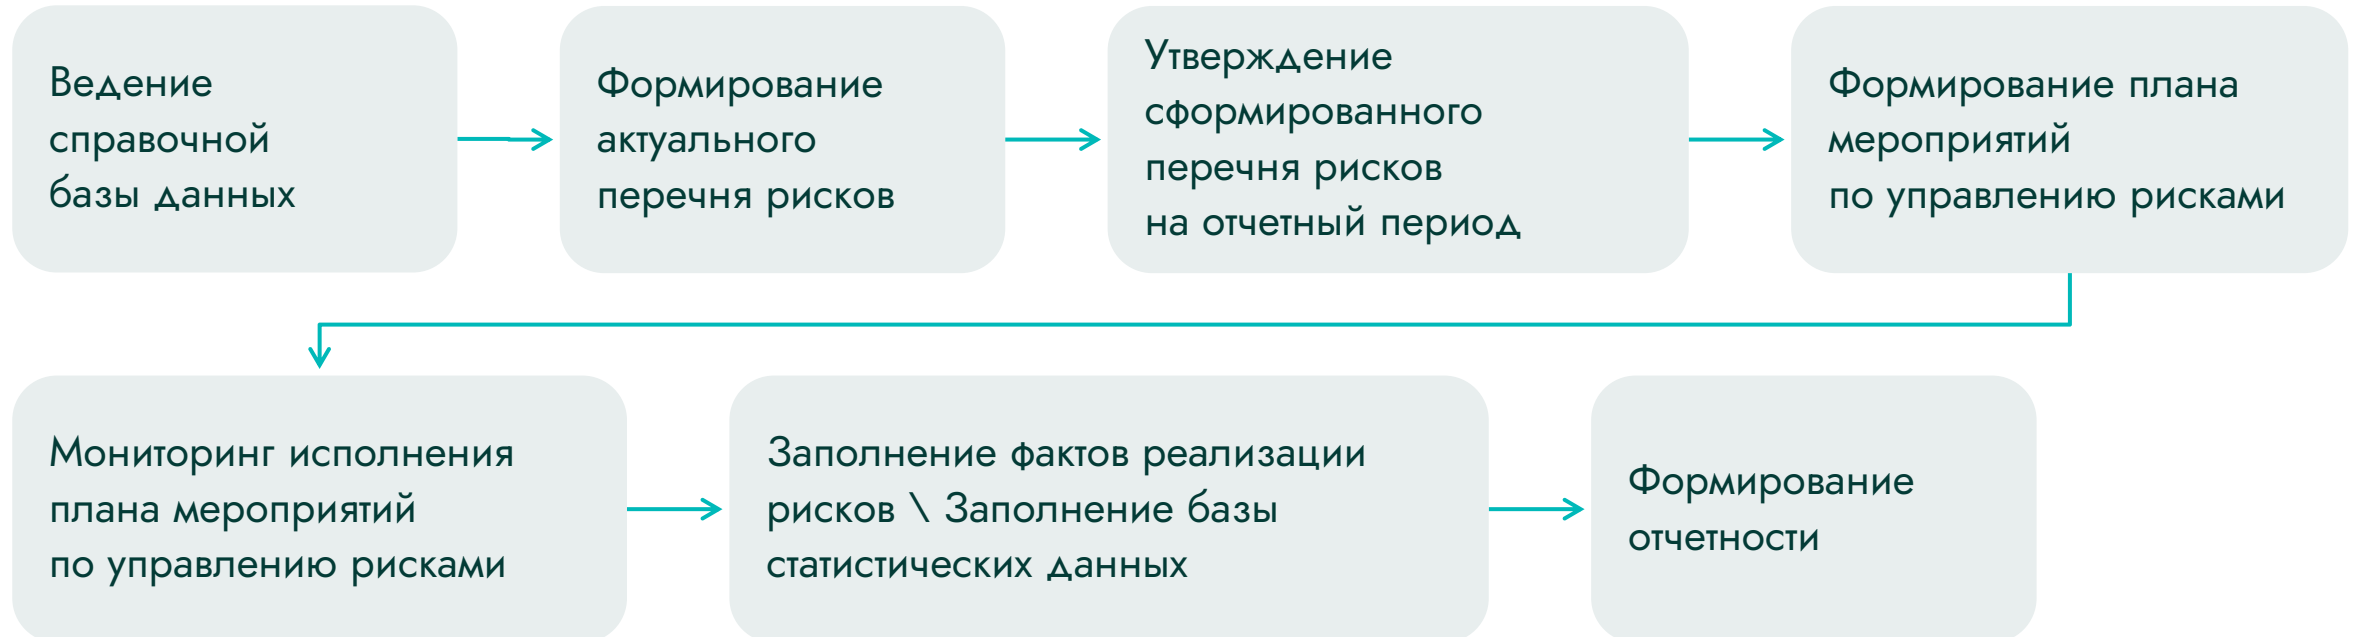 Ведение
справочной
базы данных
Формирование
актуального
перечня рисков
Утверждение
сформированного
перечня рисков
на отчетный период
Формирование плана
мероприятий
по управлению рисками
Мониторинг исполнения
плана мероприятий
по управлению рисками
Заполнение фактов реализации
рисков \ Заполнение базы
статистических данных
Формирование
отчетности